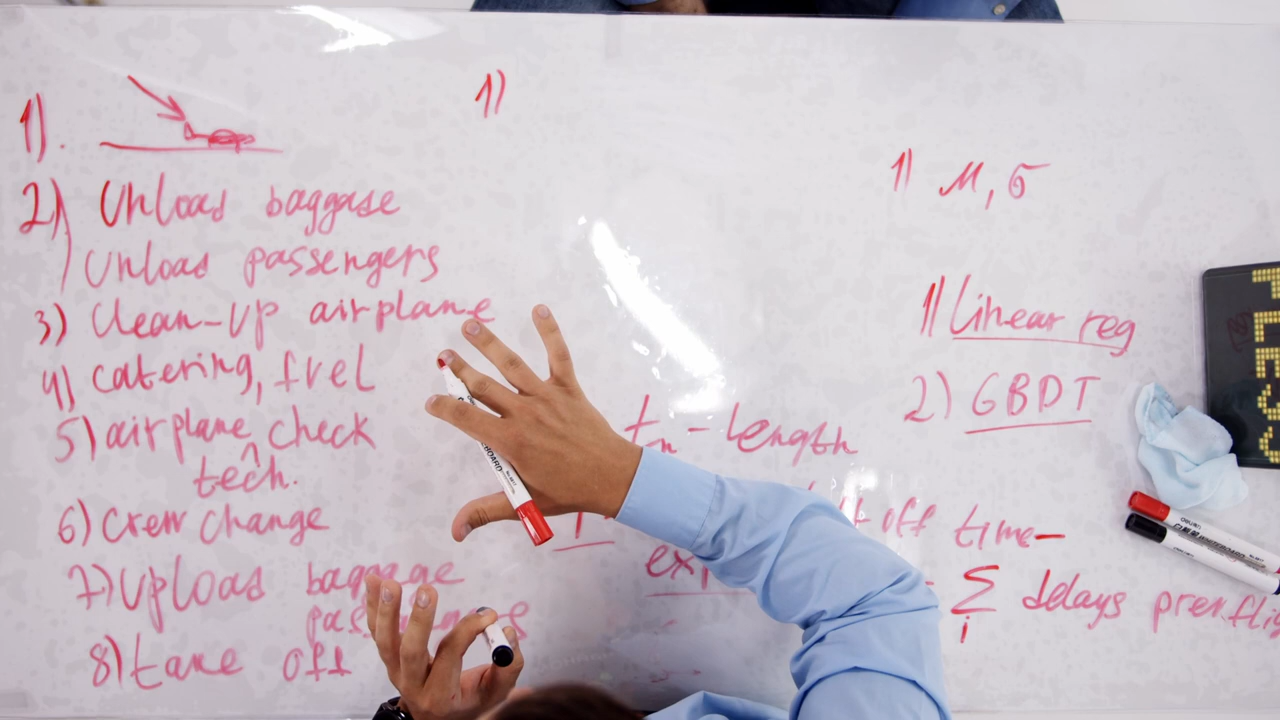 1).
2) Unload baggase
Unload passengers
3) Clean-up airplane
4) catering, fuel
5) airplane check
tech.
6) Crew change
7) Upload baggage
8) take off
1)
1) M, σ
1) Linear reg
2) GBDT
tm - length
off time-
Σ delays
i